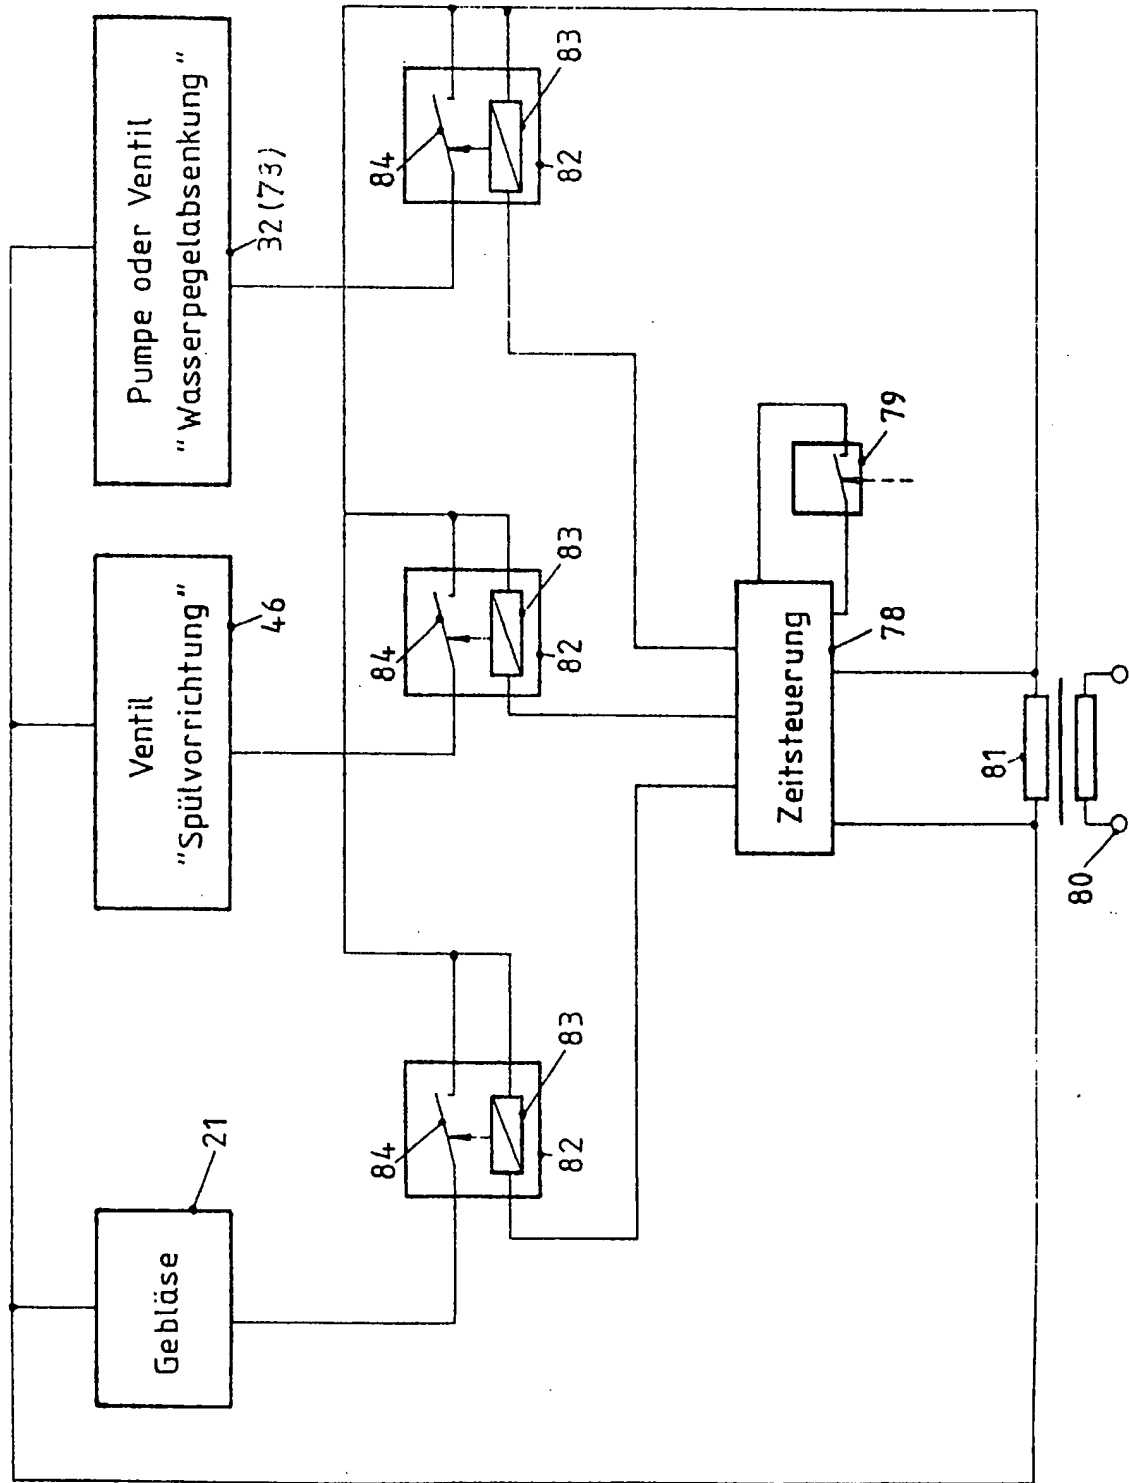 Gebläse
21
Ventil
"Spülvorrichtung"
46
Pumpe oder Ventil
"Wasserpegelabsenkung"
32(73)
84
83
82
84
83
82
84
83
82
Zeitsteuerung
78
79
81
80